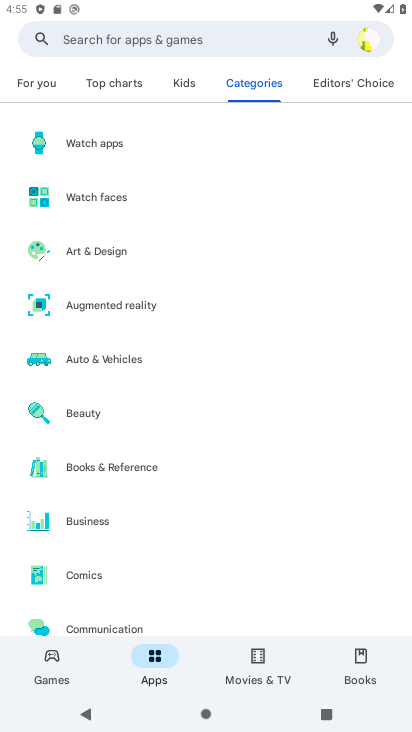 4:55
Search for apps & games
For you
Top charts
Kids
Categories
Editors' Choice
Watch apps
Watch faces
Art & Design
Augmented reality
Auto & Vehicles
Beauty
Books & Reference
Business
Comics
Communication
Games
Apps
Movies & TV
Books